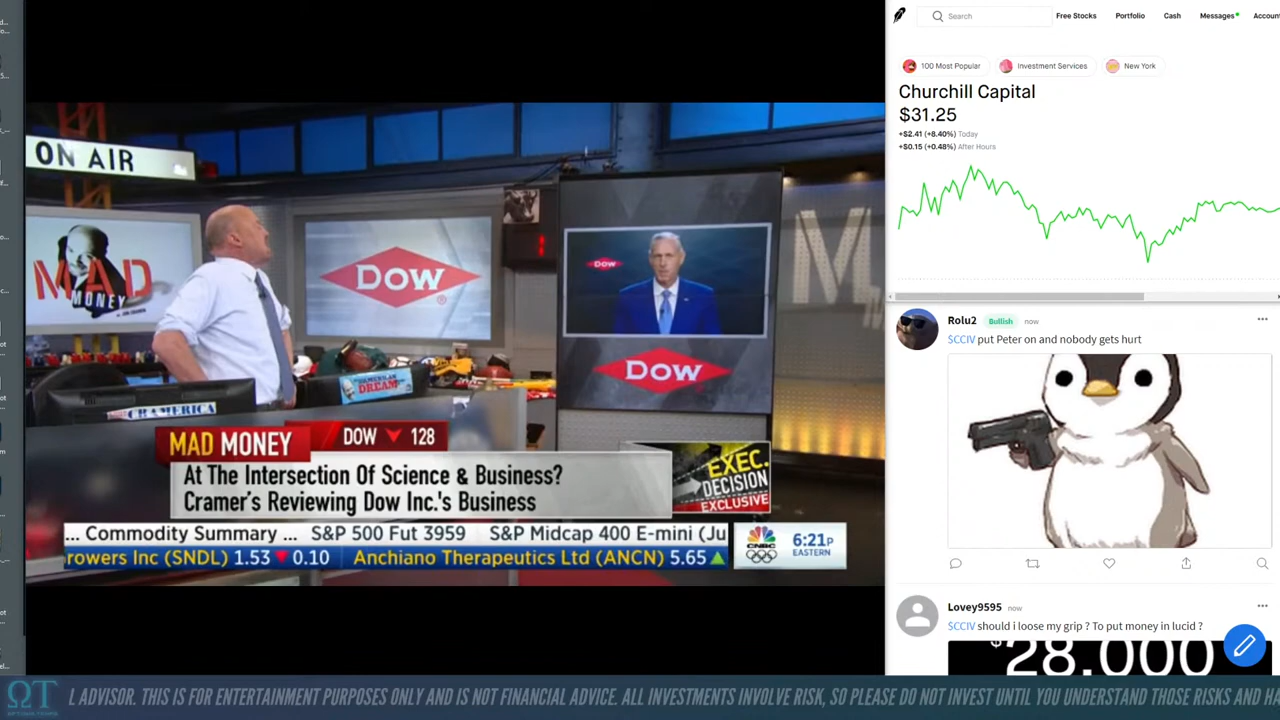 ON AIR
MAD
MONEY
DOW
DOW
DOW
CRAMERICA
AMERICAN
DREAM
MAD MONEY
DOW ▼ 128
At The Intersection Of Science & Business?
Cramer's Reviewing Dow Inc.'s Business
EXEC.
DECISION
EXCLUSIVE
... Commodity Summary ... S&P 500 Fut 3959 S&P Midcap 400 E-mini (Ju
rowers Inc (SNDL) 1.53 ▼ 0.10 Anchiano Therapeutics Ltd (ANCN) 5.65 ▲
CNBC
6:21P
EASTERN
Search
Free Stocks
Portfolio
Cash
Messages
Accoun
100 Most Popular
Investment Services
New York
Churchill Capital
$31.25
+$2.41 (+8.40%) Today
+$0.15 (+0.48%) After Hours
Rolu2 Bullish now
$CCIV put Peter on and nobody gets hurt
Lovey9595 now
$CCIV should i loose my grip ? To put money in lucid ?
$28.000
ΩT
L ADVISOR. THIS IS FOR ENTERTAINMENT PURPOSES ONLY AND IS NOT FINANCIAL ADVICE. ALL INVESTMENTS INVOLVE RISK, SO PLEASE DO NOT INVEST UNTIL YOU UNDERSTAND THOSE RISKS AND HA